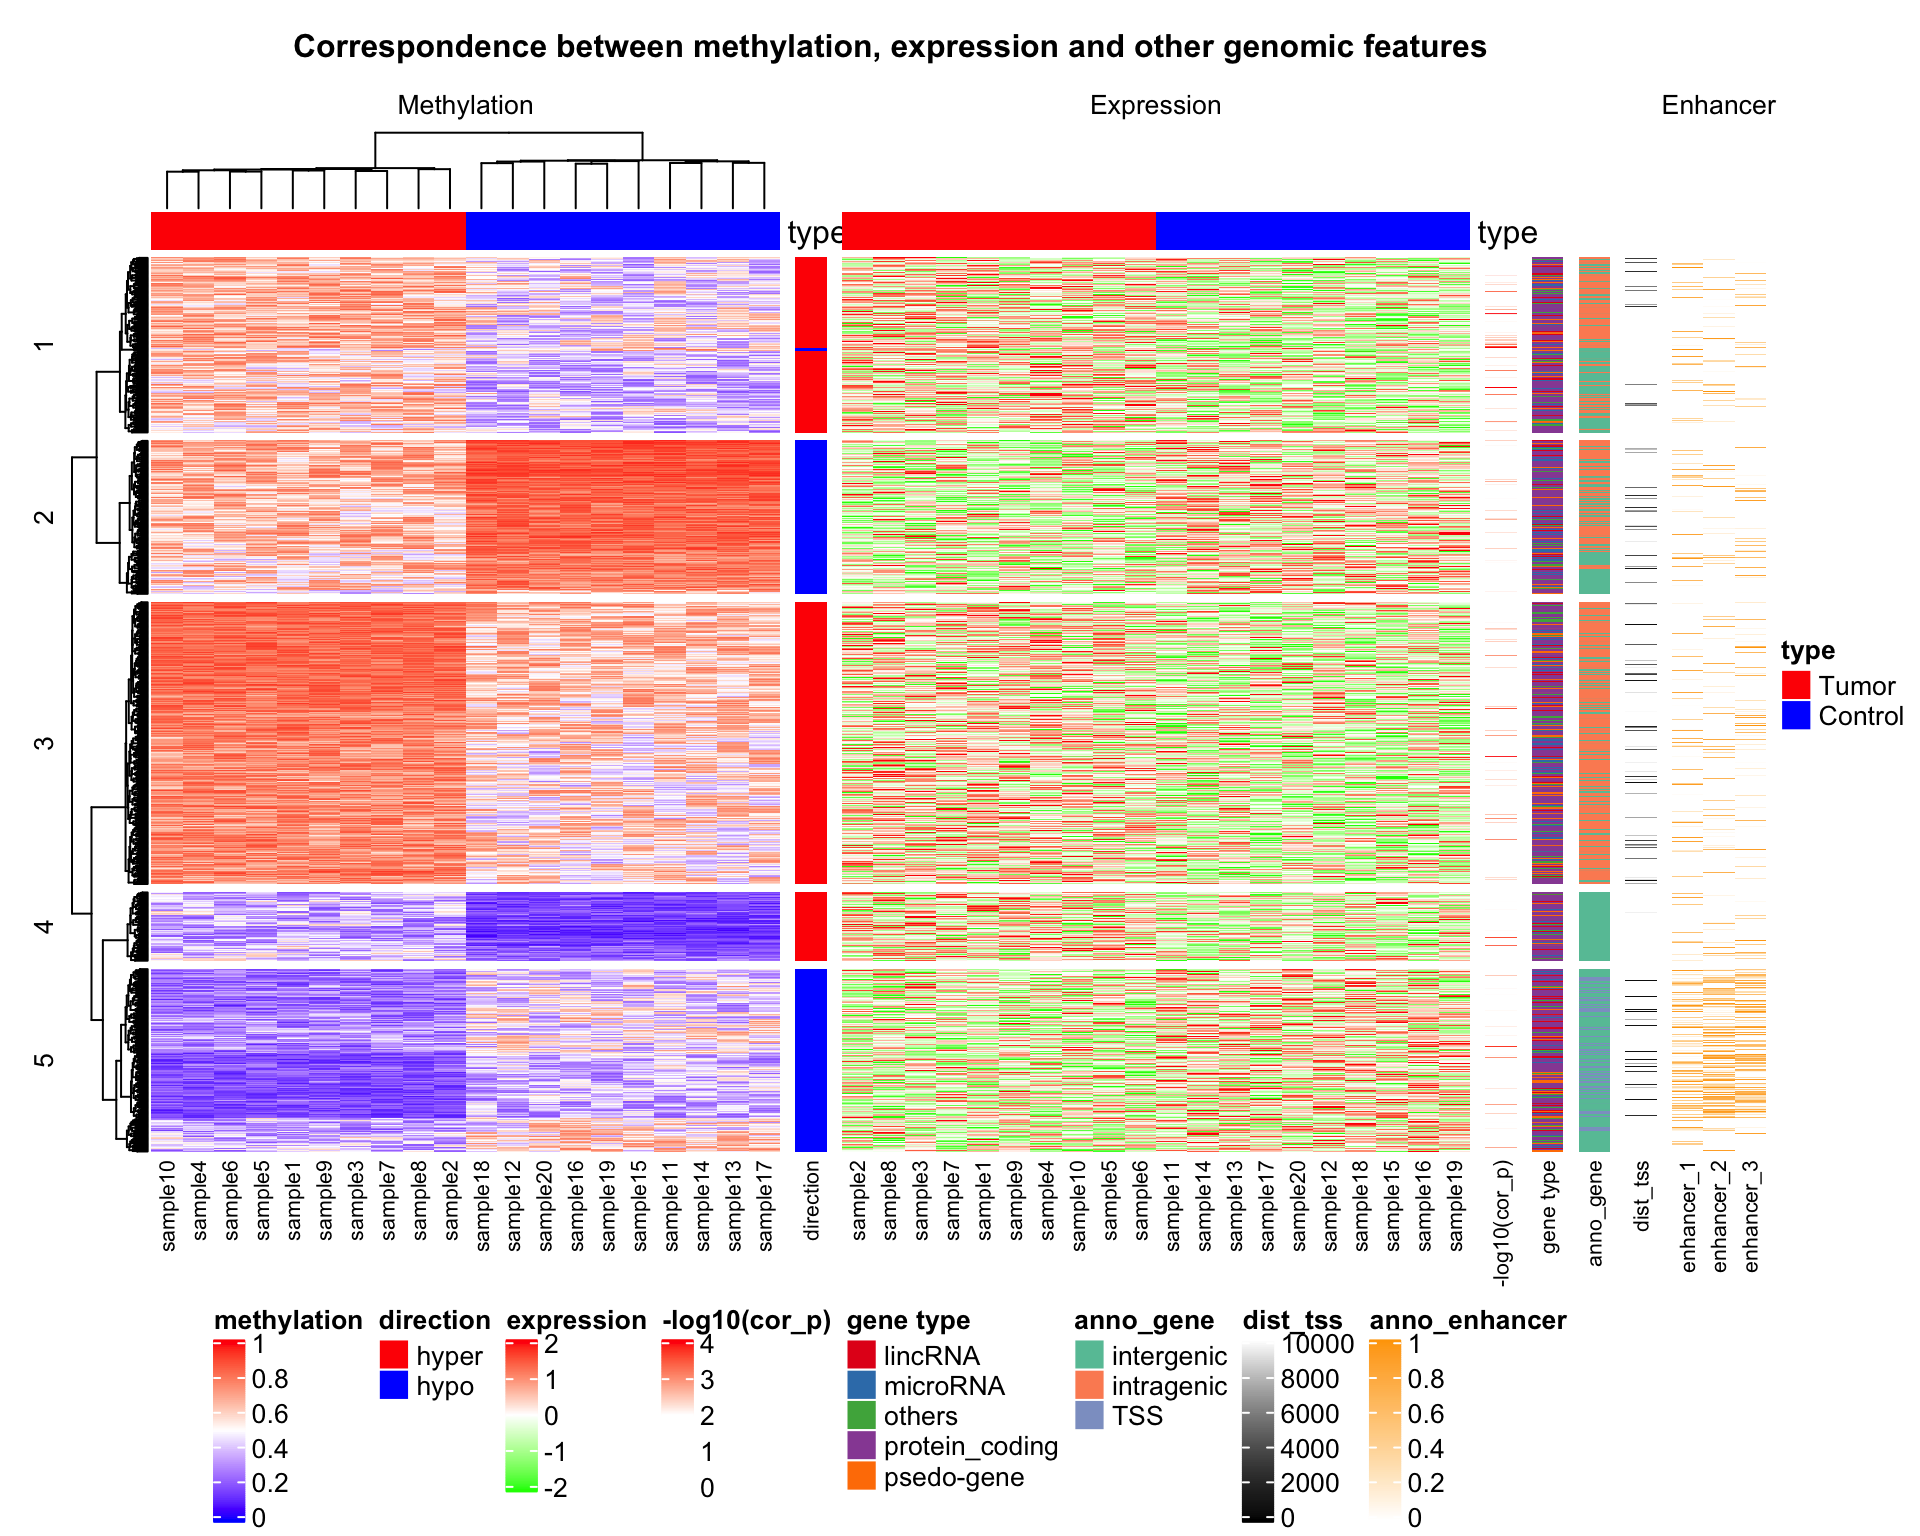 Correspondence between methylation, expression and other genomic features
Methylation
Expression
Enhancer
type
type
1
2
3
4
5
type
Tumor
Control
sample10
sample4
sample6
sample5
sample1
sample9
sample3
sample7
sample8
sample2
sample18
sample12
sample20
sample16
sample19
sample15
sample11
sample14
sample13
sample17
direction
sample2
sample8
sample3
sample7
sample1
sample9
sample4
sample10
sample5
sample6
sample11
sample14
sample13
sample17
sample20
sample12
sample18
sample15
sample16
sample19
-log10(cor_p)
gene type
anno_gene
dist_tss
enhancer_1
enhancer_2
enhancer_3
methylation
1
0.8
0.6
0.4
0.2
0
direction
hyper
hypo
expression
2
1
0
-1
-2
-log10(cor_p)
4
3
2
1
0
gene type
lincRNA
microRNA
others
protein_coding
psedo-gene
anno_gene
intergenic
intragenic
TSS
dist_tss
10000
8000
6000
4000
2000
0
anno_enhancer
1
0.8
0.6
0.4
0.2
0